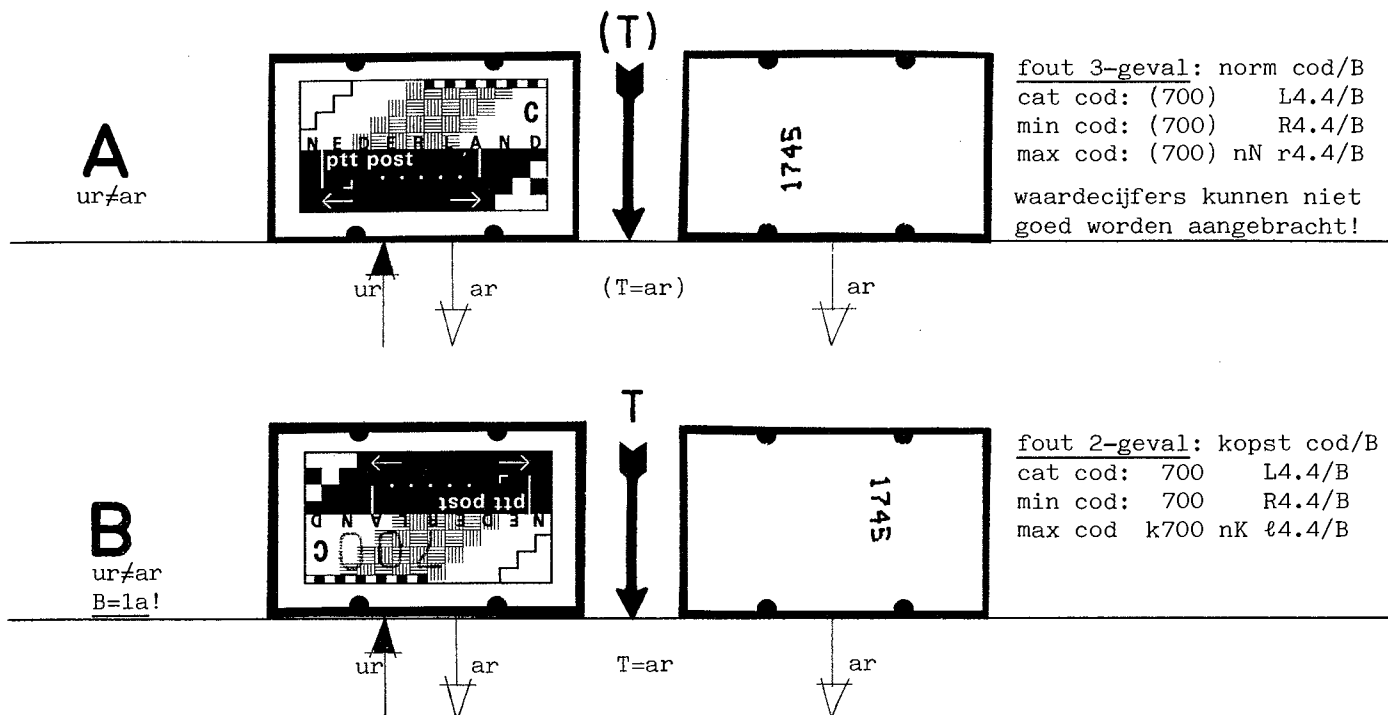 (T)
A
ur≠ar
C
NEDERLAND
ptt post
1745
fout 3-geval: norm cod/B
cat cod: (700) L4.4/B
min cod: (700) R4.4/B
max cod: (700) nN r4.4/B
waardecijfers kunnen niet
goed worden aangebracht!
ur
ar
(T=ar)
ar
T
B
ur≠ar
B=1a!
ptt post
NEDERLAND
C
1745
fout 2-geval: kopst cod/B
cat cod: 700 L4.4/B
min cod: 700 R4.4/B
max cod k700 nK ℓ4.4/B
ur
ar
T=ar
ar